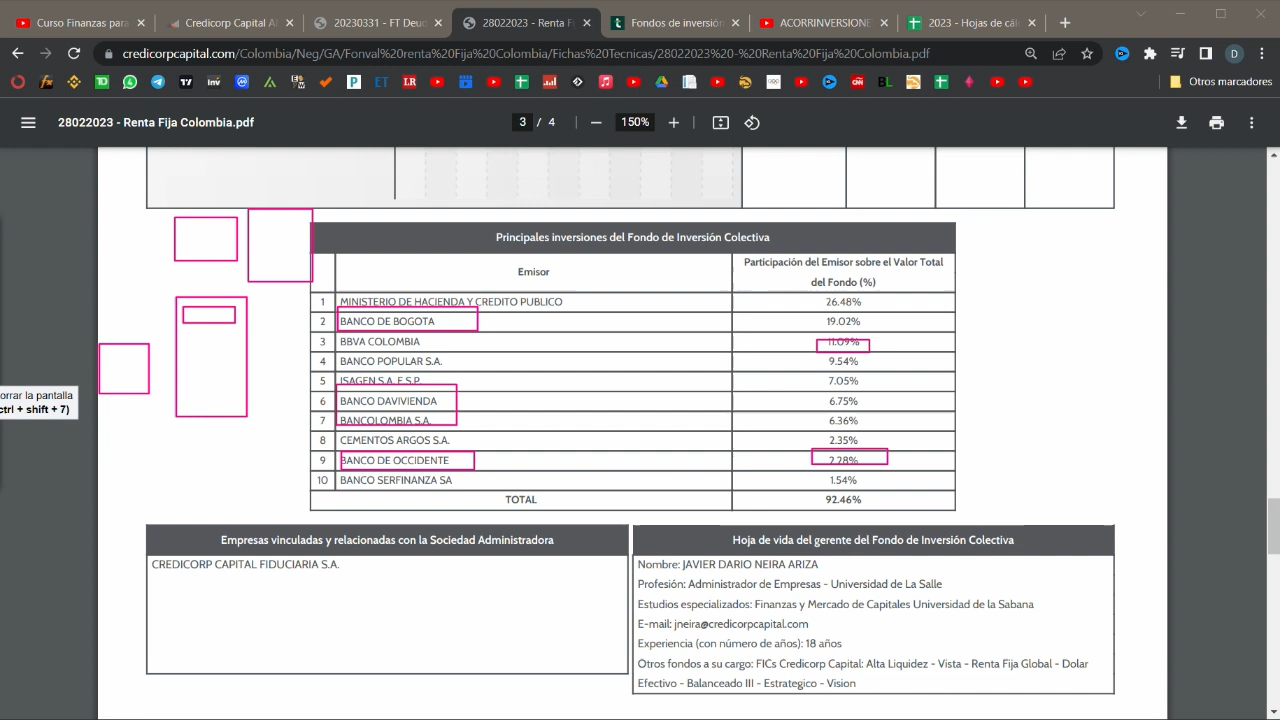 Curso Finanzas para
Credicorp Capital Al
20230331 - FT Deud
28022023 - Renta Fi
Fondos de inversión
ACORRINVERSIONE
2023 - Hojas de cál
credicorpcapital.com/Colombia/Neg/GA/Fonval%20renta%20Fija%20Colombia/Fichas%20Tecnicas/28022023%20-%20Renta%20Fija%20Colombia.pdf
D
Otros marcadores
28022023 - Renta Fija Colombia.pdf
3 / 4
150%
Principales inversiones del Fondo de Inversión Colectiva
Emisor
Participación del Emisor sobre el Valor Total
del Fondo (%)
1 MINISTERIO DE HACIENDA Y CREDITO PUBLICO 26.48%
2 BANCO DE BOGOTA 19.02%
3 BBVA COLOMBIA 11.09%
4 BANCO POPULAR S.A. 9.54%
5 ISAGEN S.A. E.S.P. 7.05%
6 BANCO DAVIVIENDA 6.75%
7 BANCOLOMBIA S.A. 6.36%
8 CEMENTOS ARGOS S.A. 2.35%
9 BANCO DE OCCIDENTE 2.28%
10 BANCO SERFINANZA SA 1.54%
TOTAL 92.46%
orrar la pantalla
ctrl + shift + 7)
Empresas vinculadas y relacionadas con la Sociedad Administradora
CREDICORP CAPITAL FIDUCIARIA S.A.
Hoja de vida del gerente del Fondo de Inversión Colectiva
Nombre: JAVIER DARIO NEIRA ARIZA
Profesión: Administrador de Empresas - Universidad de La Salle
Estudios especializados: Finanzas y Mercado de Capitales Universidad de la Sabana
E-mail: jneira@credicorpcapital.com
Experiencia (con número de años): 18 años
Otros fondos a su cargo: FICs Credicorp Capital: Alta Liquidez - Vista - Renta Fija Global - Dolar
Efectivo - Balanceado III - Estrategico - Vision